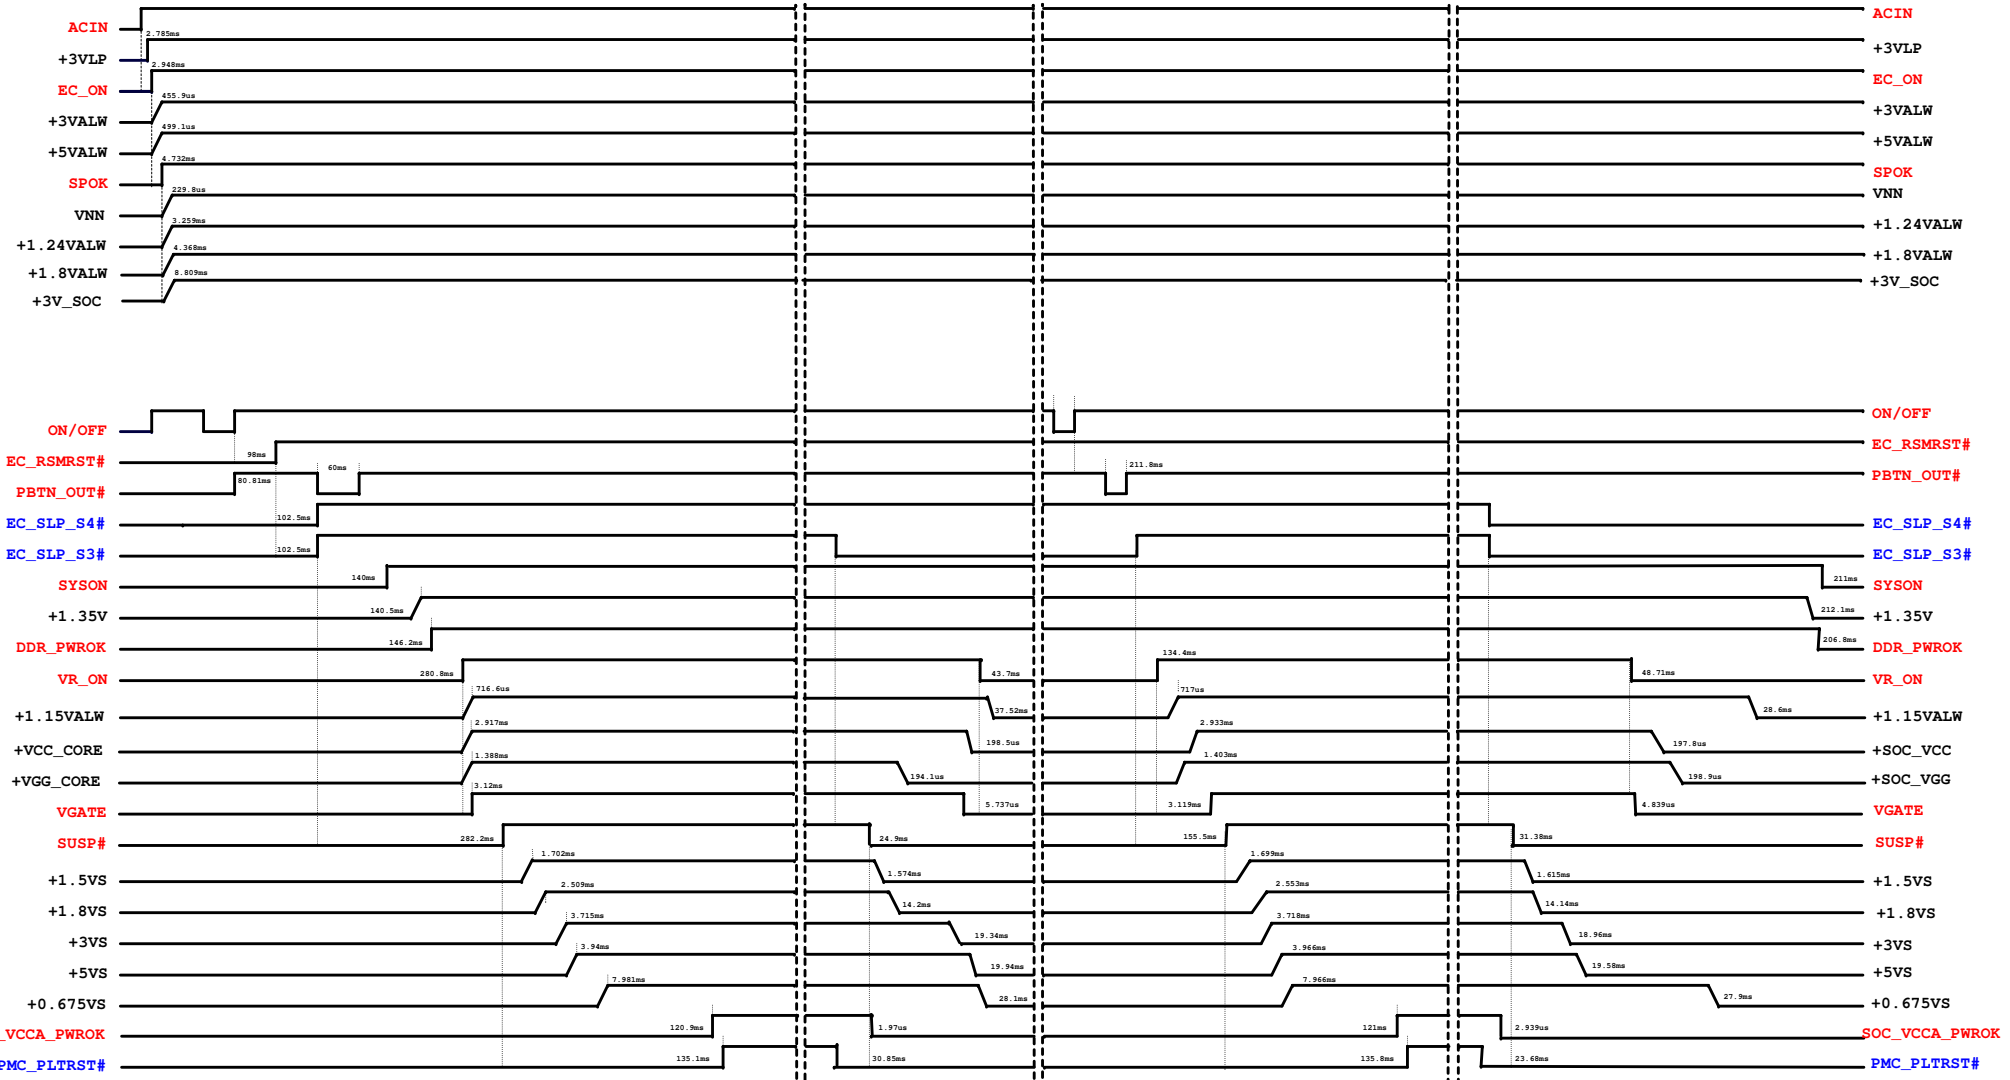 ACIN ACIN
2.785ms
+3VLP +3VLP
2.948ms
EC_ON EC_ON
455.9us
+3VALW +3VALW
499.1us
+5VALW +5VALW
4.732ms
SPOK SPOK
229.8us
VNN VNN
3.259ms
+1.24VALW +1.24VALW
4.368ms
+1.8VALW +1.8VALW
8.809ms
+3V_SOC +3V_SOC
ON/OFF ON/OFF
EC_RSMRST# 98ms EC_RSMRST#
60ms 211.8ms
PBTN_OUT# 80.81ms PBTN_OUT#
EC_SLP_S4# 102.5ms EC_SLP_S4#
EC_SLP_S3# 102.5ms EC_SLP_S3#
SYSON 140ms 211ms SYSON
+1.35V 140.5ms 212.1ms +1.35V
DDR_PWROK 146.2ms 206.8ms DDR_PWROK
134.4ms
VR_ON 280.8ms 43.7ms 48.71ms VR_ON
716.6us 717us
+1.15VALW 37.52ms 28.6ms +1.15VALW
2.917ms 2.933ms
+VCC_CORE 198.5us 197.8us +SOC_VCC
1.388ms 1.403ms
+VGG_CORE 194.1us 198.9us +SOC_VGG
VGATE 3.12ms 5.737us 3.119ms 4.839us VGATE
SUSP# 282.2ms 24.9ms 155.5ms 31.38ms SUSP#
1.702ms 1.699ms
+1.5VS 1.574ms 1.615ms +1.5VS
2.509ms 2.553ms
+1.8VS 14.2ms 14.14ms +1.8VS
3.715ms 3.718ms
+3VS 19.34ms 18.96ms +3VS
3.94ms 3.966ms
+5VS 19.94ms 19.58ms +5VS
7.981ms 7.966ms
+0.675VS 28.1ms 27.9ms +0.675VS
_VCCA_PWROK 120.9ms 1.97us 121ms 2.939us SOC_VCCA_PWROK
PMC_PLTRST# 135.1ms 30.85ms 135.8ms 23.68ms PMC_PLTRST#